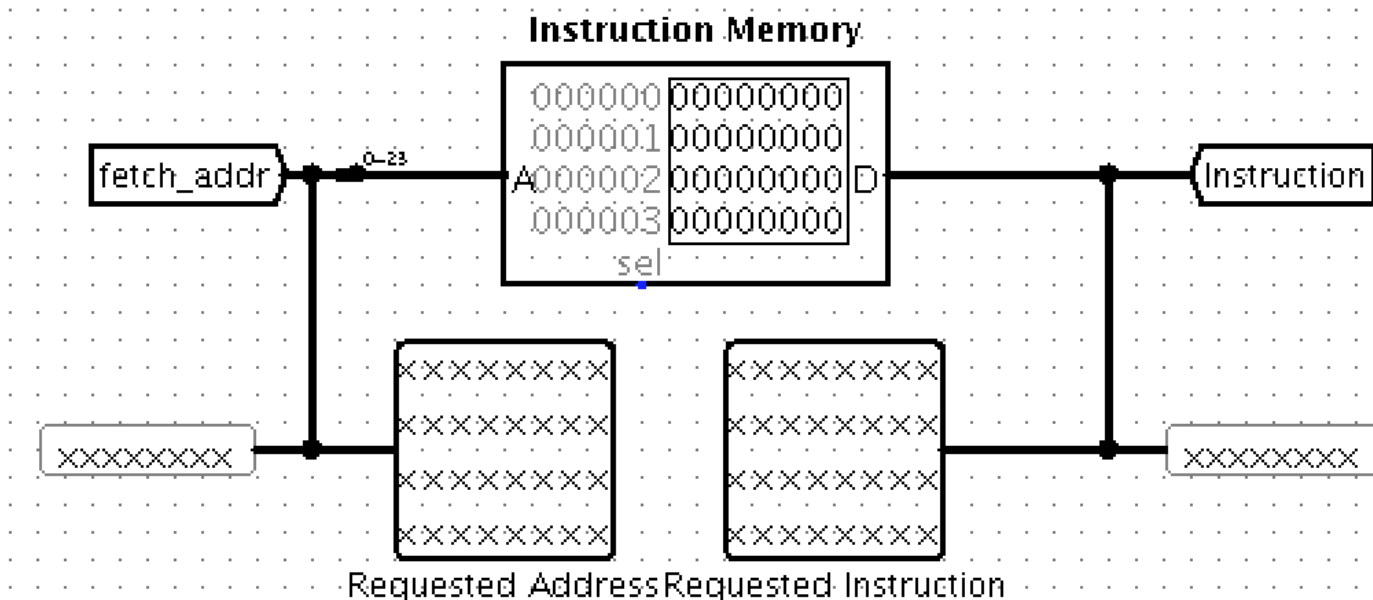 Instruction Memory
000000 00000000
000001 00000000
000002 00000000
000003 00000000
A
D
sel
fetch_addr
0-23
Instruction
xxxxxxxx
xxxxxxxx
xxxxxxxx
xxxxxxxx
xxxxxxxx
Requested Address
xxxxxxxx
xxxxxxxx
xxxxxxxx
xxxxxxxx
Requested Instruction
xxxxxxxx